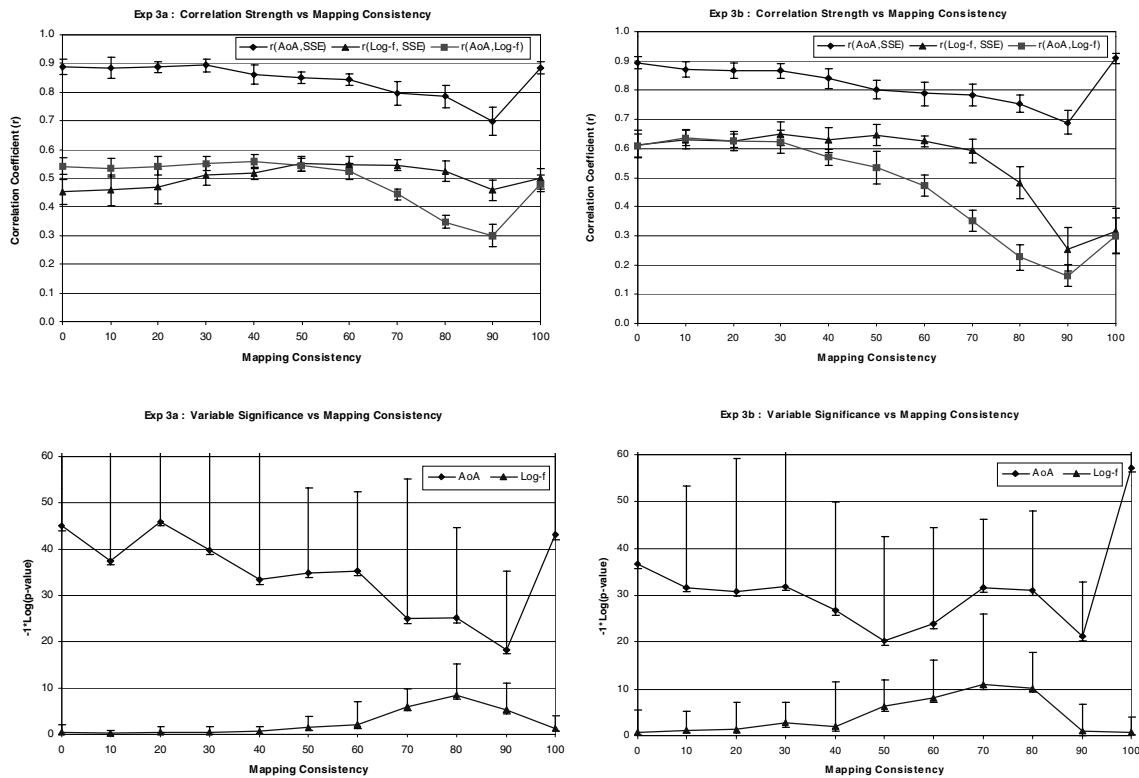 Exp 3a : Correlation Strength vs Mapping Consistency
r(AoA,SSE) r(Log-f, SSE) r(AoA,Log-f)
Correlation Coefficient (r)
1.0
0.9
0.8
0.7
0.6
0.5
0.4
0.3
0.2
0.1
0.0
0 10 20 30 40 50 60 70 80 90 100
Mapping Consistency
Exp 3b : Correlation Strength vs Mapping Consistency
r(AoA,SSE) r(Log-f, SSE) r(AoA,Log-f)
Correlation Coefficient (r)
1.0
0.9
0.8
0.7
0.6
0.5
0.4
0.3
0.2
0.1
0.0
0 10 20 30 40 50 60 70 80 90 100
Mapping Consistency
Exp 3a : Variable Significance vs Mapping Consistency
AoA Log-f
-1*Log(p-value)
60
50
40
30
20
10
0
0 10 20 30 40 50 60 70 80 90 100
Mapping Consistency
Exp 3b : Variable Significance vs Mapping Consistency
AoA Log-f
-1*Log(p-value)
60
50
40
30
20
10
0
0 10 20 30 40 50 60 70 80 90 100
Mapping Consistency